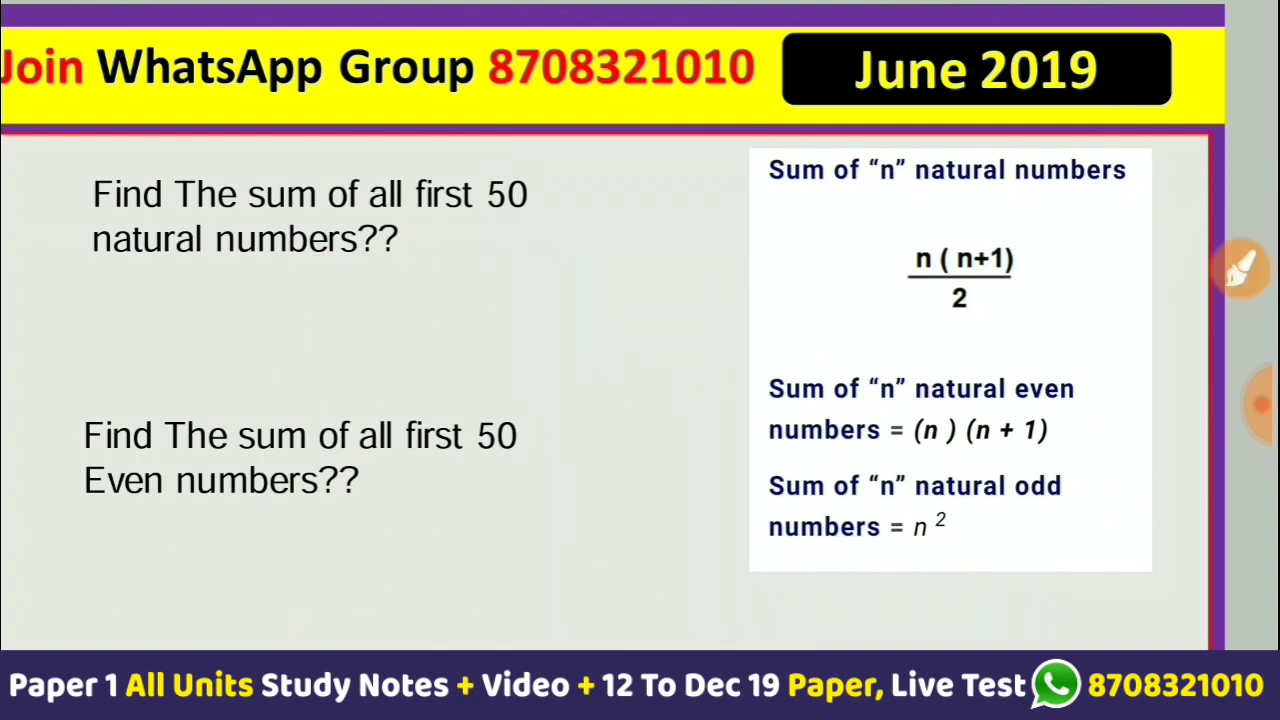 Join WhatsApp Group 8708321010
June 2019
Find The sum of all first 50
natural numbers??
Find The sum of all first 50
Even numbers??
Sum of “n” natural numbers
n ( n+1)
2
Sum of “n” natural even
numbers = (n ) (n + 1)
Sum of “n” natural odd
numbers = n ²
Paper 1 All Units Study Notes + Video + 12 To Dec 19 Paper, Live Test 8708321010